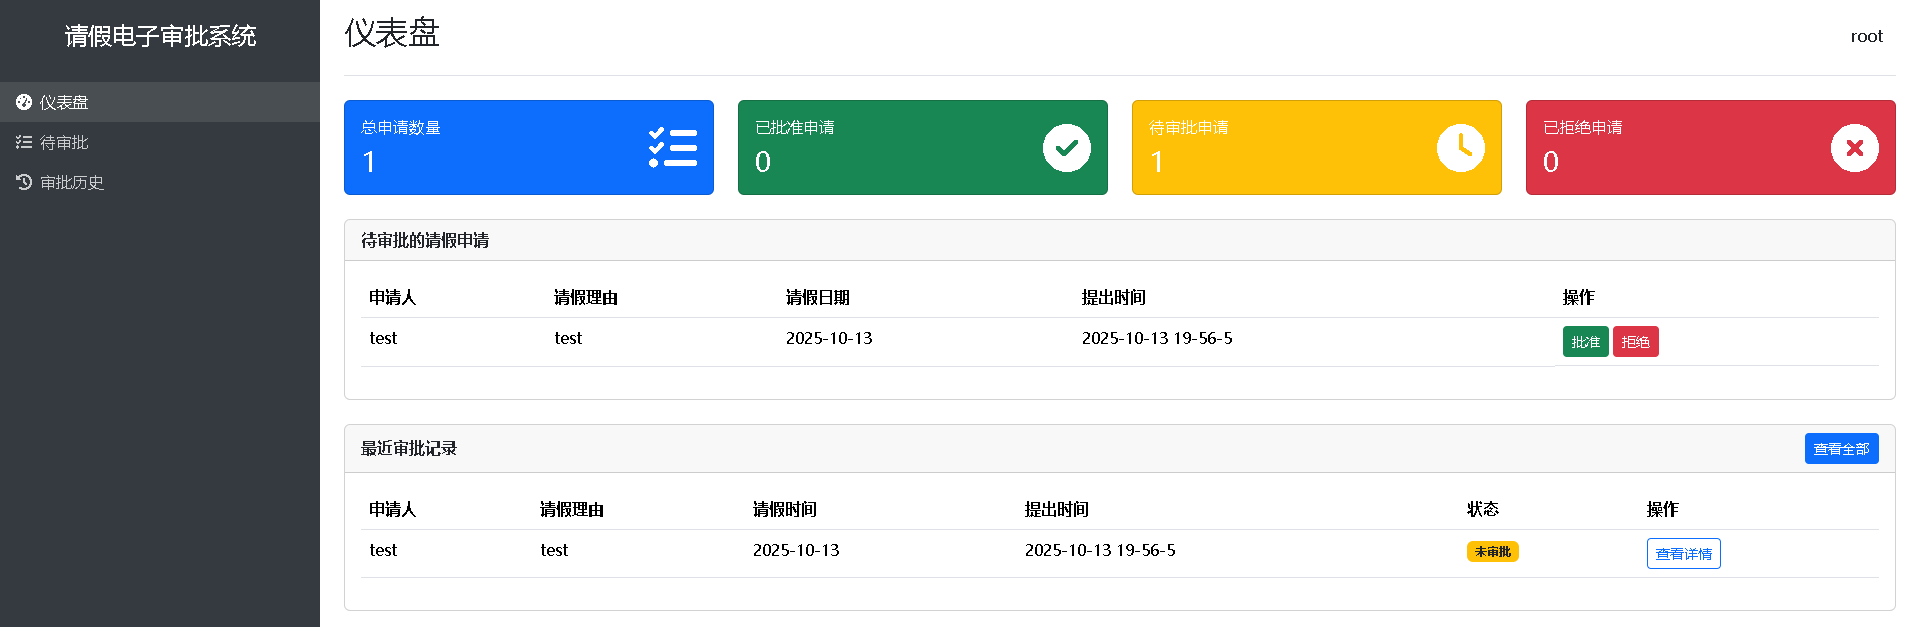 请假电子审批系统
仪表盘
待审批
审批历史
仪表盘
root
总申请数量
1
已批准申请
0
待审批申请
1
已拒绝申请
0
待审批的请假申请
申请人 请假理由 请假日期 提出时间 操作
test test 2025-10-13 2025-10-13 19-56-5 批准 拒绝
最近审批记录 查看全部
申请人 请假理由 请假时间 提出时间 状态 操作
test test 2025-10-13 2025-10-13 19-56-5 未审批 查看详情